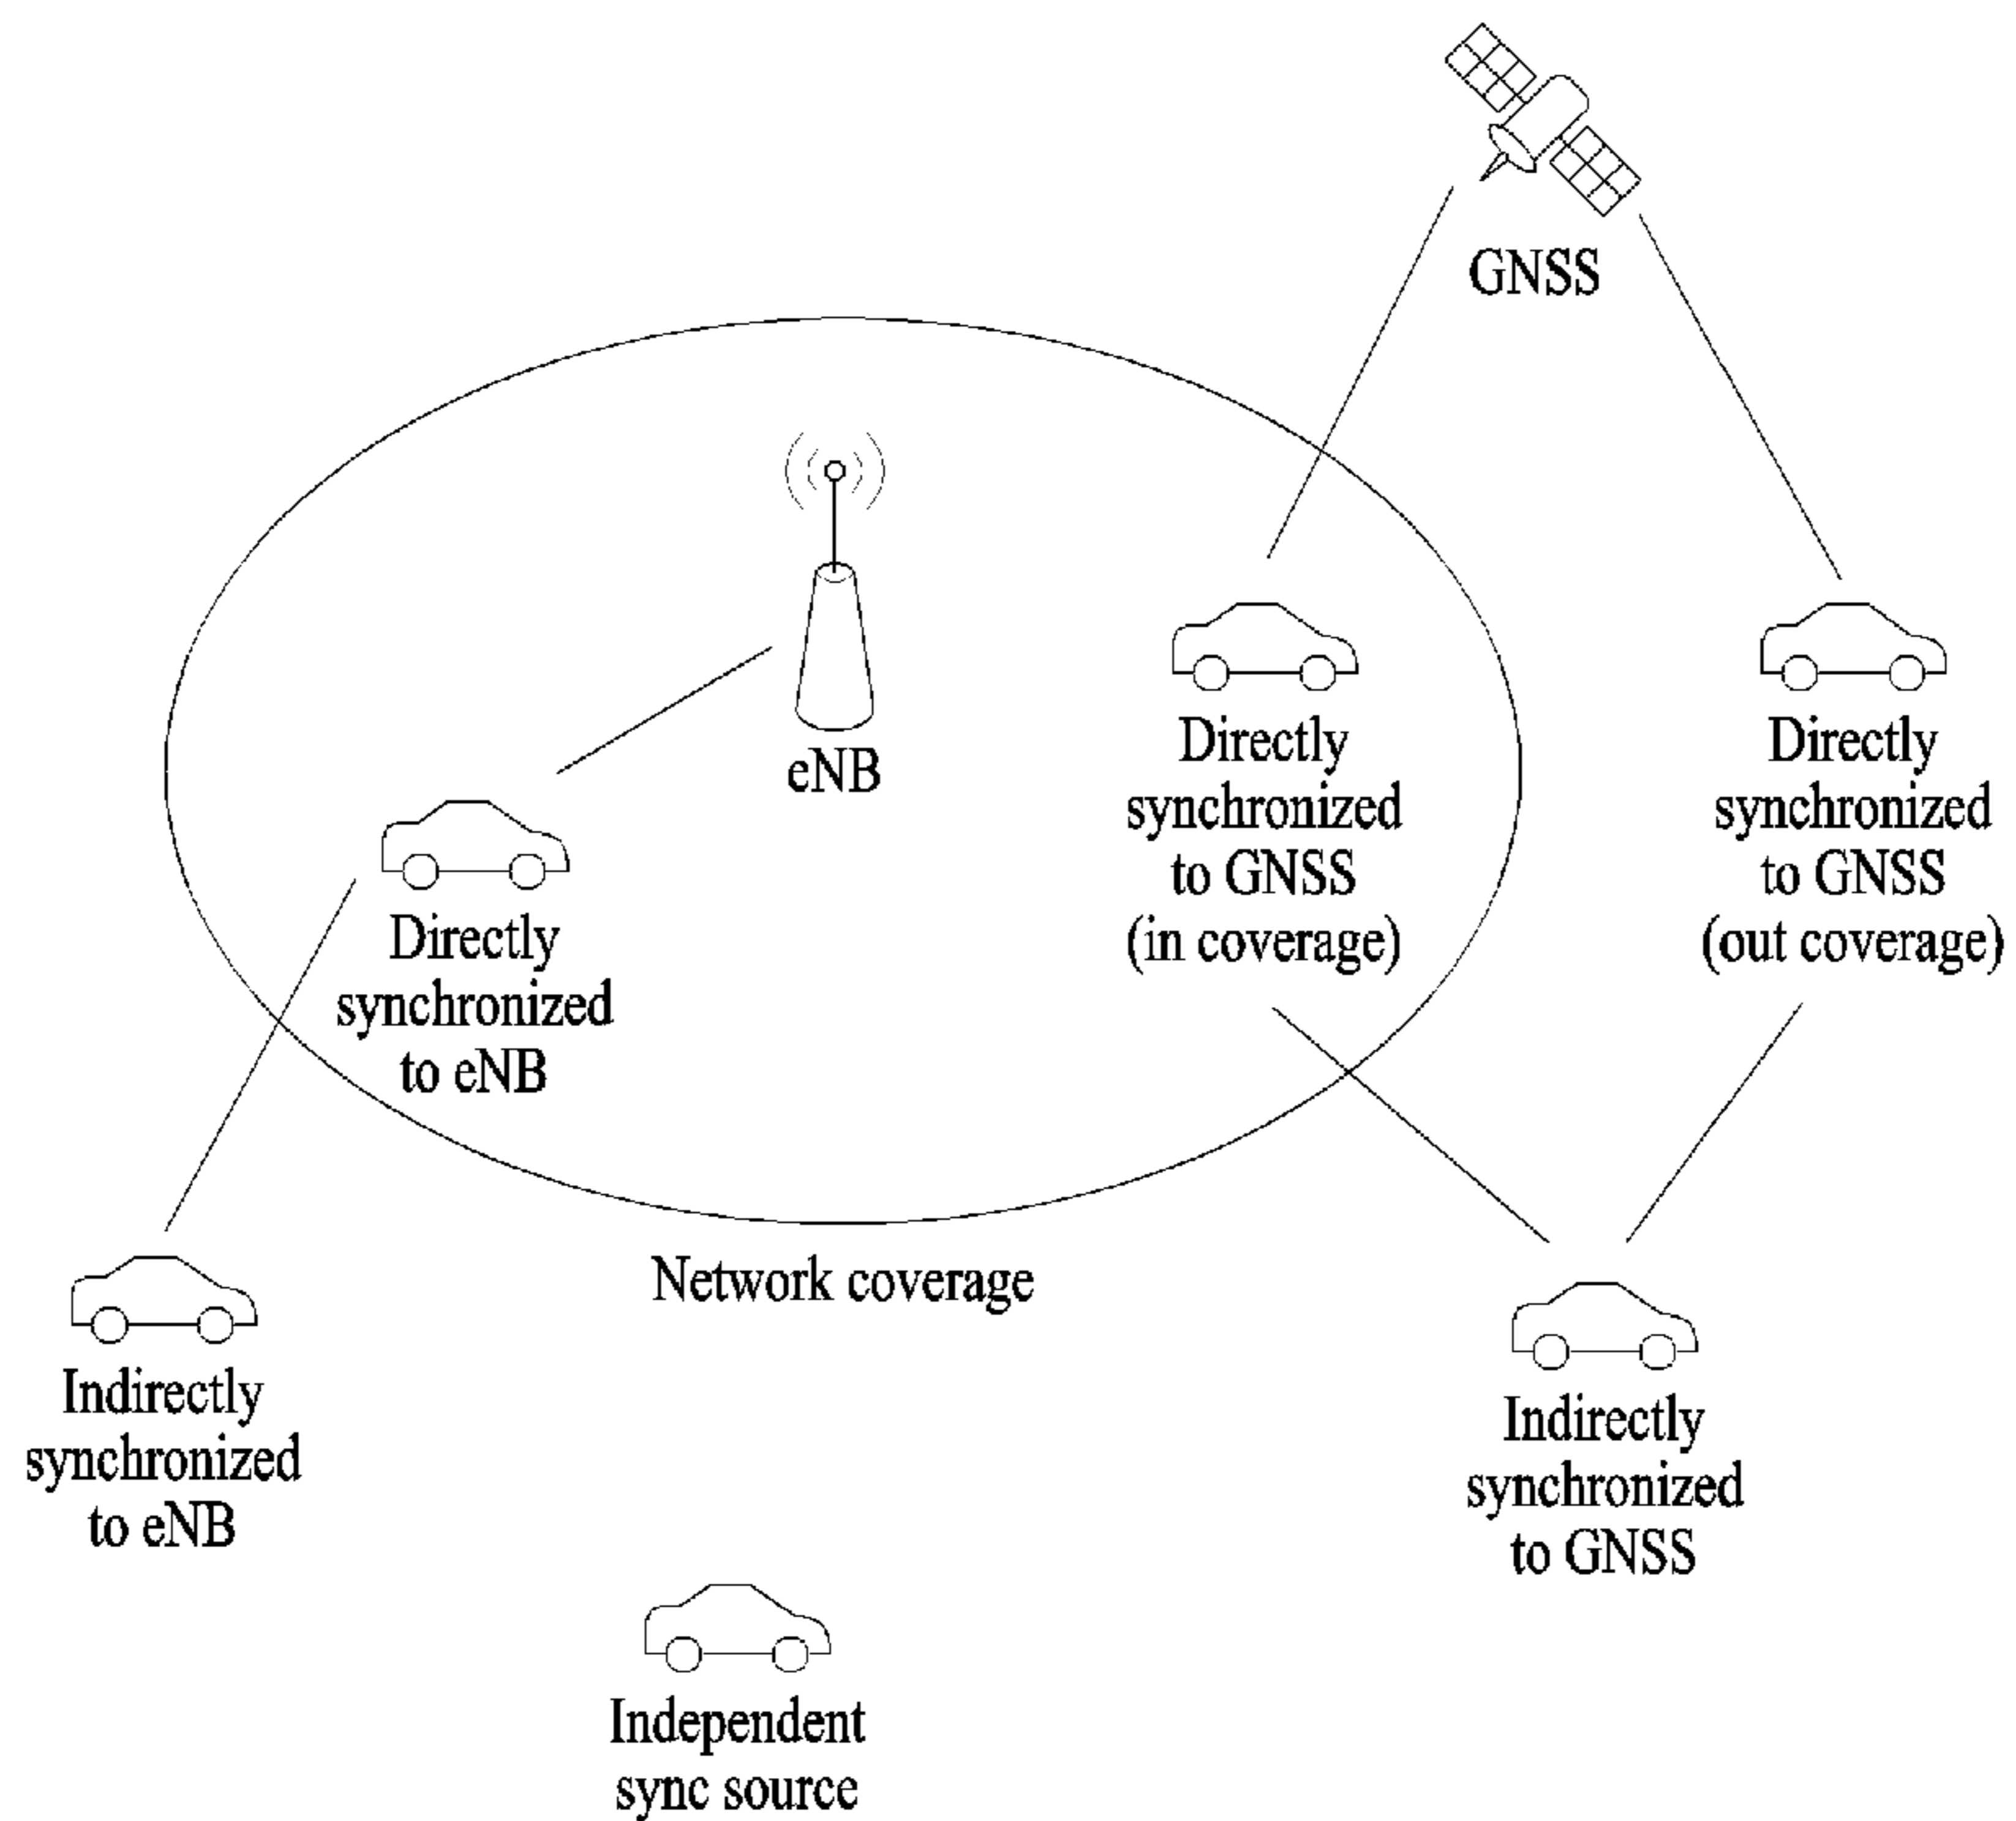 GNSS
eNB
Directly
synchronized
to eNB
Directly
synchronized
to GNSS
(in coverage)
Directly
synchronized
to GNSS
(out coverage)
Network coverage
Indirectly
synchronized
to eNB
Indirectly
synchronized
to GNSS
Independent
sync source